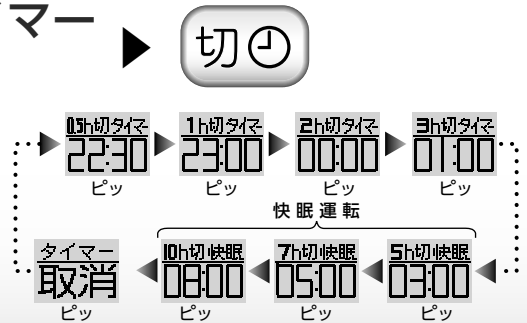 マー
切
0.5h切タイマー 1h切タイマー 2h切タイマー 3h切タイマー
22:30 23:00 00:00 01:00
ピッ ピッ ピッ ピッ
快眠運転
タイマー 10h切快眠 7h切快眠 5h切快眠
取消 08:00 05:00 03:00
ピッ ピッ ピッ ピッ